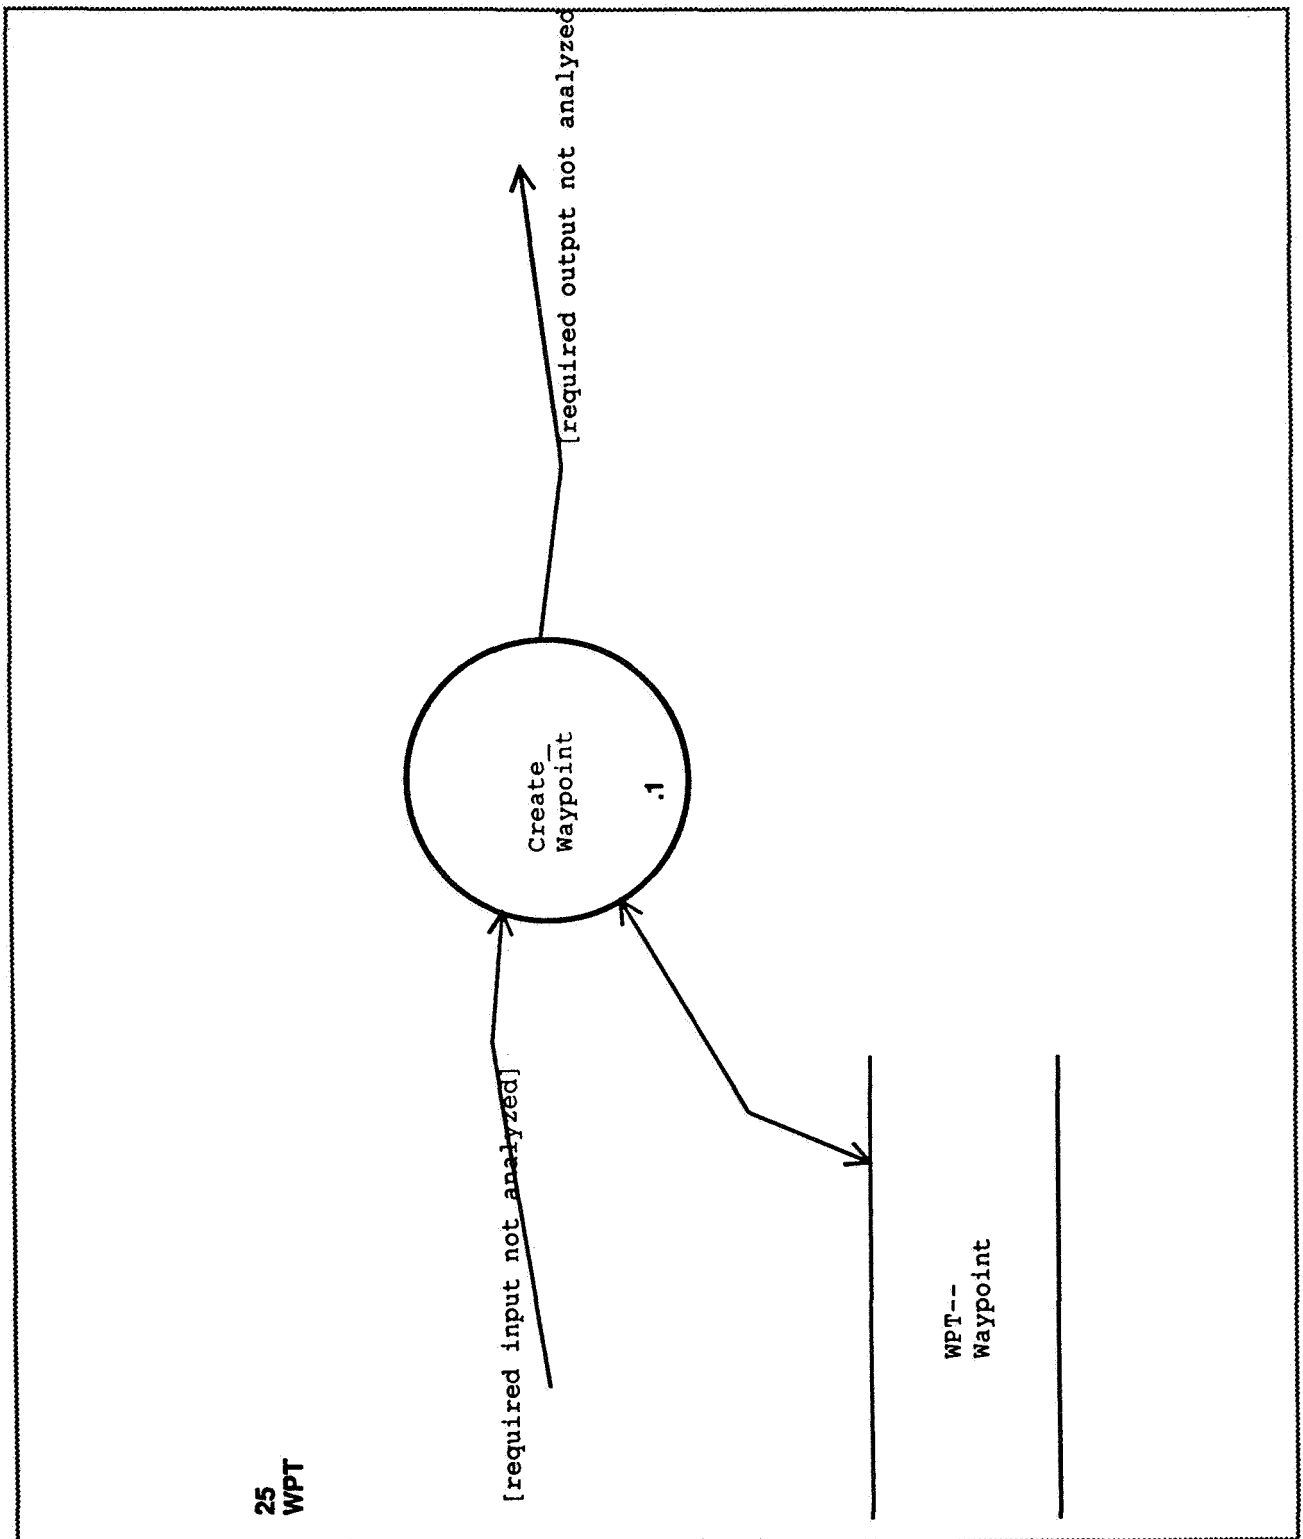 25
WPT
[required input not analyzed]
Create_
Waypoint
.1
[required output not analyzed
WPT--
Waypoint